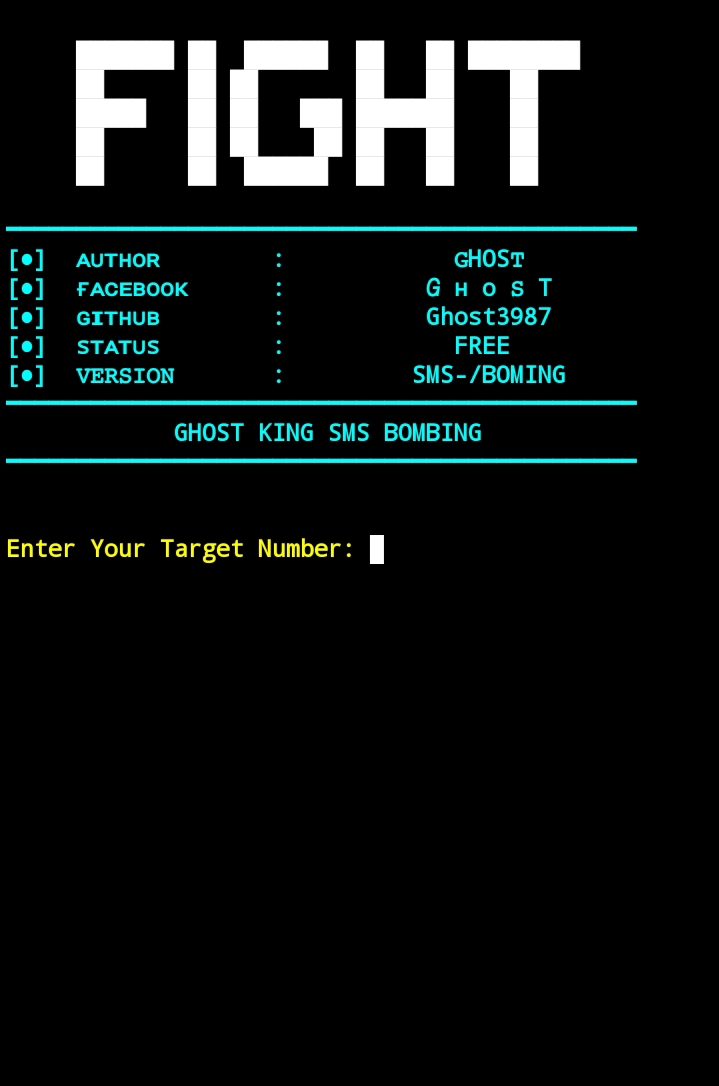 FIGHT
[●] AUTHOR : GHOST
[●] FACEBOOK : G H O S T
[●] GITHUB : Ghost3987
[●] STATUS : FREE
[●] VERSION : SMS-/BOMING
GHOST KING SMS BOMBING
Enter Your Target Number: